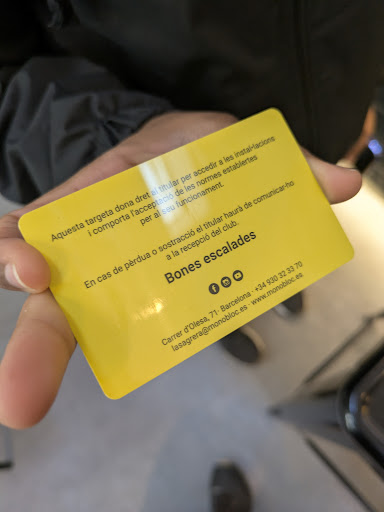 Aquesta targeta dona dret al titular per accedir a les instal·lacions
i comporta l'acceptació de les normes establertes
per al seu funcionament.
En cas de pèrdua o sostracció el titular haurà de comunicar-ho
a la recepció del club.
Bones escalades
Carrer d'Olesa, 71 · Barcelona · +34 930 32 33 70
lasagrera@monobloc.es · www.monobloc.es